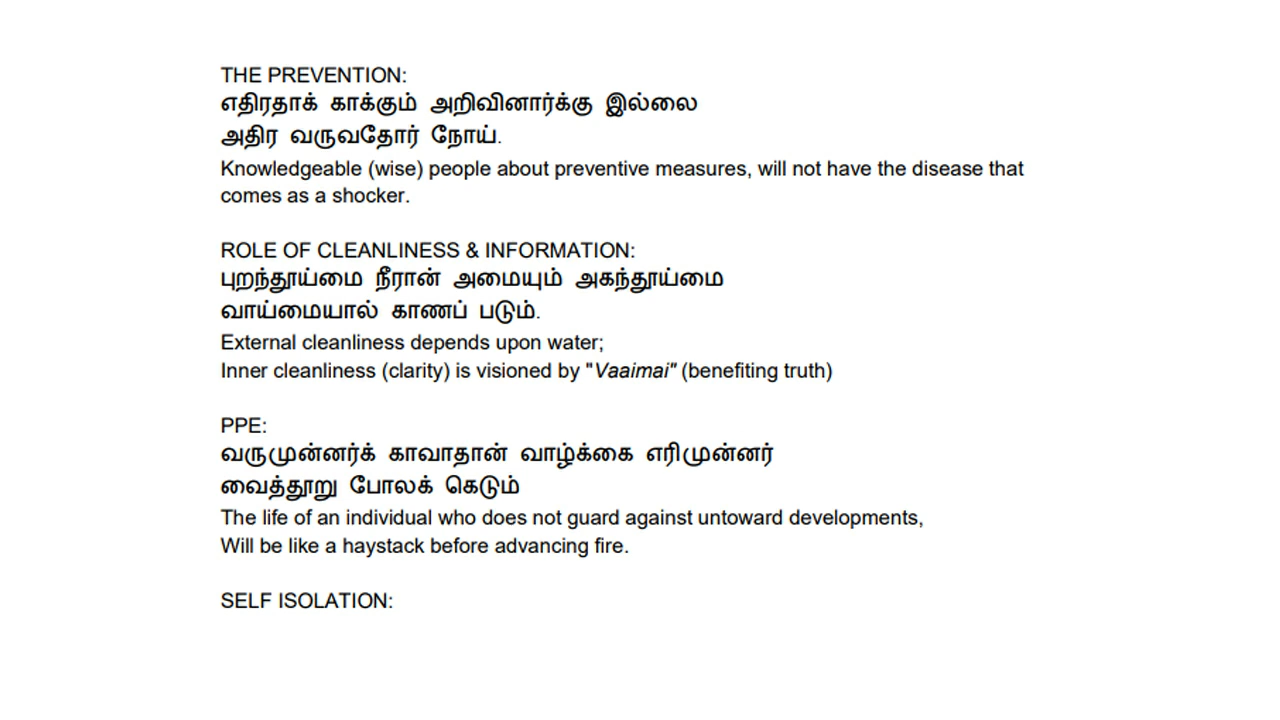 THE PREVENTION:
எதிரதாக் காக்கும் அறிவினார்க்கு இல்லை
அதிர வருவதோர் நோய்.
Knowledgeable (wise) people about preventive measures, will not have the disease that
comes as a shocker.
ROLE OF CLEANLINESS & INFORMATION:
புறந்தூய்மை நீரான் அமையும் அகந்தூய்மை
வாய்மையால் காணப் படும்.
External cleanliness depends upon water;
Inner cleanliness (clarity) is visioned by "Vaaimai" (benefiting truth)
PPE:
வருமுன்னர்க் காவாதான் வாழ்க்கை எரிமுன்னர்
வைத்தூறு போலக் கெடும்
The life of an individual who does not guard against untoward developments,
Will be like a haystack before advancing fire.
SELF ISOLATION: